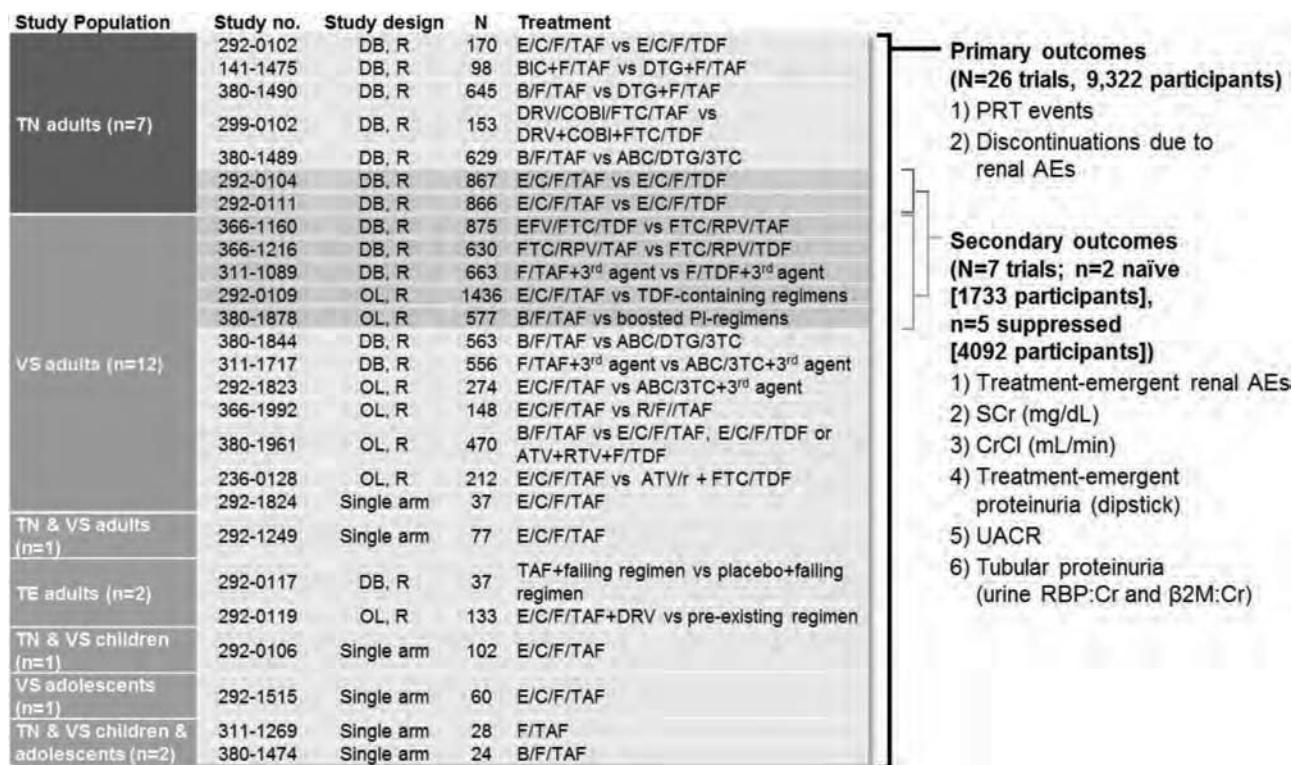 Study Population Study no. Study design N Treatment
TN adults (n=7)
292-0102 DB, R 170 E/C/F/TAF vs E/C/F/TDF
141-1475 DB, R 98 BIC+F/TAF vs DTG+F/TAF
380-1490 DB, R 645 B/F/TAF vs DTG+F/TAF
299-0102 DB, R 153 DRV/COBI/FTC/TAF vs
DRV+COBI+FTC/TDF
380-1489 DB, R 629 B/F/TAF vs ABC/DTG/3TC
292-0104 DB, R 867 E/C/F/TAF vs E/C/F/TDF
292-0111 DB, R 866 E/C/F/TAF vs E/C/F/TDF
VS adults (n=12)
366-1160 DB, R 875 EFV/FTC/TDF vs FTC/RPV/TAF
366-1216 DB, R 630 FTC/RPV/TAF vs FTC/RPV/TDF
311-1089 DB, R 663 F/TAF+3rd agent vs F/TDF+3rd agent
292-0109 OL, R 1436 E/C/F/TAF vs TDF-containing regimens
380-1878 OL, R 577 B/F/TAF vs boosted PI-regimens
380-1844 DB, R 563 B/F/TAF vs ABC/DTG/3TC
311-1717 DB, R 556 F/TAF+3rd agent vs ABC/3TC+3rd agent
292-1823 OL, R 274 E/C/F/TAF vs ABC/3TC+3rd agent
366-1992 OL, R 148 E/C/F/TAF vs R/F//TAF
380-1961 OL, R 470 B/F/TAF vs E/C/F/TAF, E/C/F/TDF or
ATV+RTV+F/TDF
236-0128 OL, R 212 E/C/F/TAF vs ATV/r + FTC/TDF
292-1824 Single arm 37 E/C/F/TAF
TN & VS adults
(n=1)
292-1249 Single arm 77 E/C/F/TAF
TE adults (n=2)
292-0117 DB, R 37 TAF+failing regimen vs placebo+failing
regimen
292-0119 OL, R 133 E/C/F/TAF+DRV vs pre-existing regimen
TN & VS children
(n=1)
292-0106 Single arm 102 E/C/F/TAF
VS adolescents
(n=1)
292-1515 Single arm 60 E/C/F/TAF
TN & VS children &
adolescents (n=2)
311-1269 Single arm 28 F/TAF
380-1474 Single arm 24 B/F/TAF
Primary outcomes
(N=26 trials, 9,322 participants)
1) PRT events
2) Discontinuations due to
renal AEs
Secondary outcomes
(N=7 trials; n=2 naïve
[1733 participants],
n=5 suppressed
[4092 participants])
1) Treatment-emergent renal AEs
2) SCr (mg/dL)
3) CrCl (mL/min)
4) Treatment-emergent
proteinuria (dipstick)
5) UACR
6) Tubular proteinuria
(urine RBP:Cr and β2M:Cr)